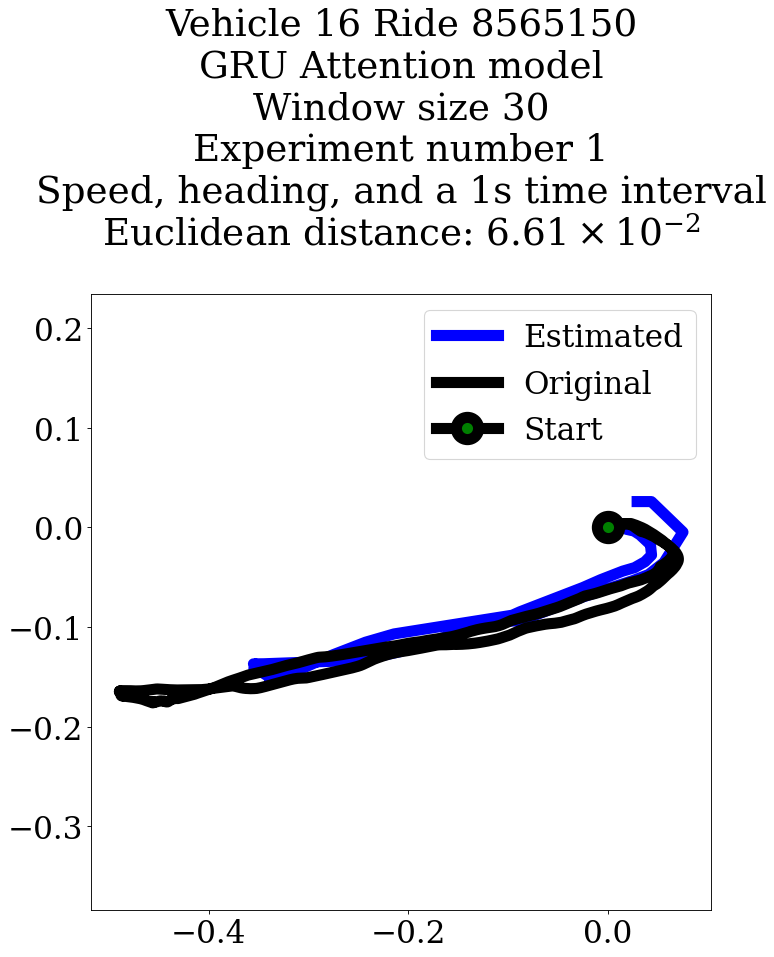 Vehicle 16 Ride 8565150
GRU Attention model
Window size 30
Experiment number 1
Speed, heading, and a 1s time interval
Euclidean distance: 6.61 × 10⁻²
Estimated
Original
Start
0.2
0.1
0.0
−0.1
−0.2
−0.3
−0.4
−0.2
0.0